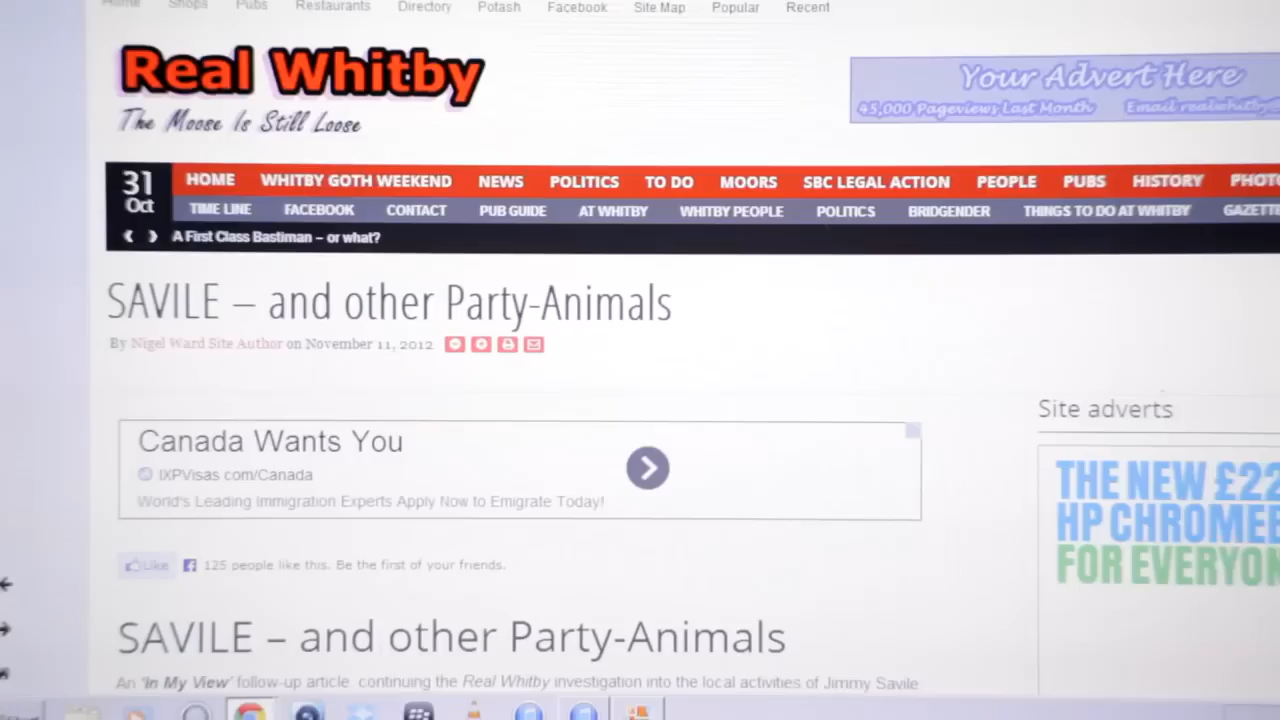 Home Shops Pubs Restaurants Directory Potash Facebook Site Map Popular Recent
Real Whitby
The Moose Is Still Loose
Your Advert Here
45,000 Pageviews Last Month Email realwhitby@
31
Oct
HOME WHITBY GOTH WEEKEND NEWS POLITICS TO DO MOORS SBC LEGAL ACTION PEOPLE PUBS HISTORY PHOTO
TIME LINE FACEBOOK CONTACT PUB GUIDE AT WHITBY WHITBY PEOPLE POLITICS BRIDGENDER THINGS TO DO AT WHITBY GAZETT
A First Class Bastiman – or what?
SAVILE – and other Party-Animals
By Nigel Ward Site Author on November 11, 2012
Canada Wants You
IXPVisas.com/Canada
World's Leading Immigration Experts Apply Now to Emigrate Today!
Site adverts
THE NEW £22
HP CHROMEB
FOR EVERYON
Like 125 people like this. Be the first of your friends.
SAVILE – and other Party-Animals
An 'In My View' follow-up article continuing the Real Whitby investigation into the local activities of Jimmy Savile